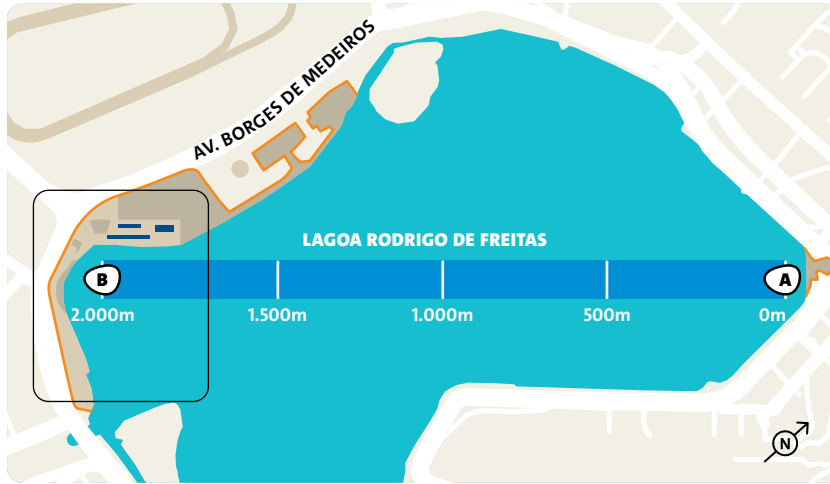 AV. BORGES DE MEDEIROS
LAGOA RODRIGO DE FREITAS
B
A
2.000m
1.500m
1.000m
500m
0m
N